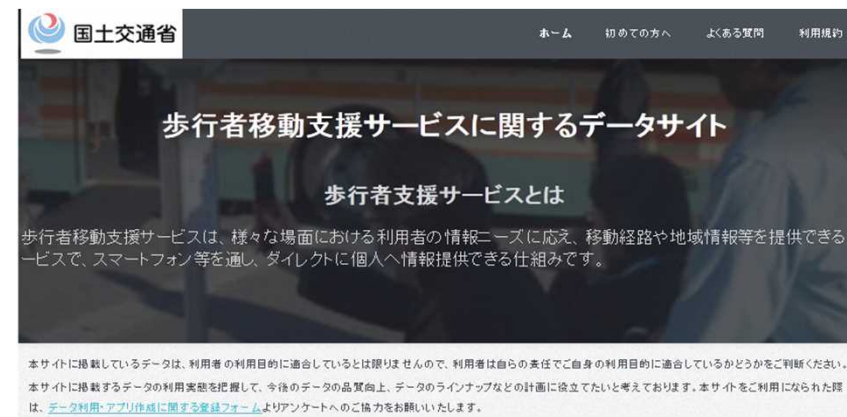 国土交通省
ホーム 初めての方へ よくある質問 利用規約
歩行者移動支援サービスに関するデータサイト
歩行者支援サービスとは
歩行者移動支援サービスは、様々な場面における利用者の情報ニーズに応え、移動経路や地域情報等を提供できる
ービスで、スマートフォン等を通し、ダイレクトに個人へ情報提供できる仕組みです。
本サイトに掲載しているデータは、利用者の利用目的に適合しているとは限りませんので、利用者は自らの責任でご自身の利用目的に適合しているかどうかをご判断ください。
本サイトに掲載するデータの利用実態を把握して、今後のデータの品質向上、データのラインナップなどの計画に役立てたいと考えております。本サイトをご利用になられた際
は、データ利用・アプリ作成に関する登録フォームよりアンケートへのご協力をお願いいたします。